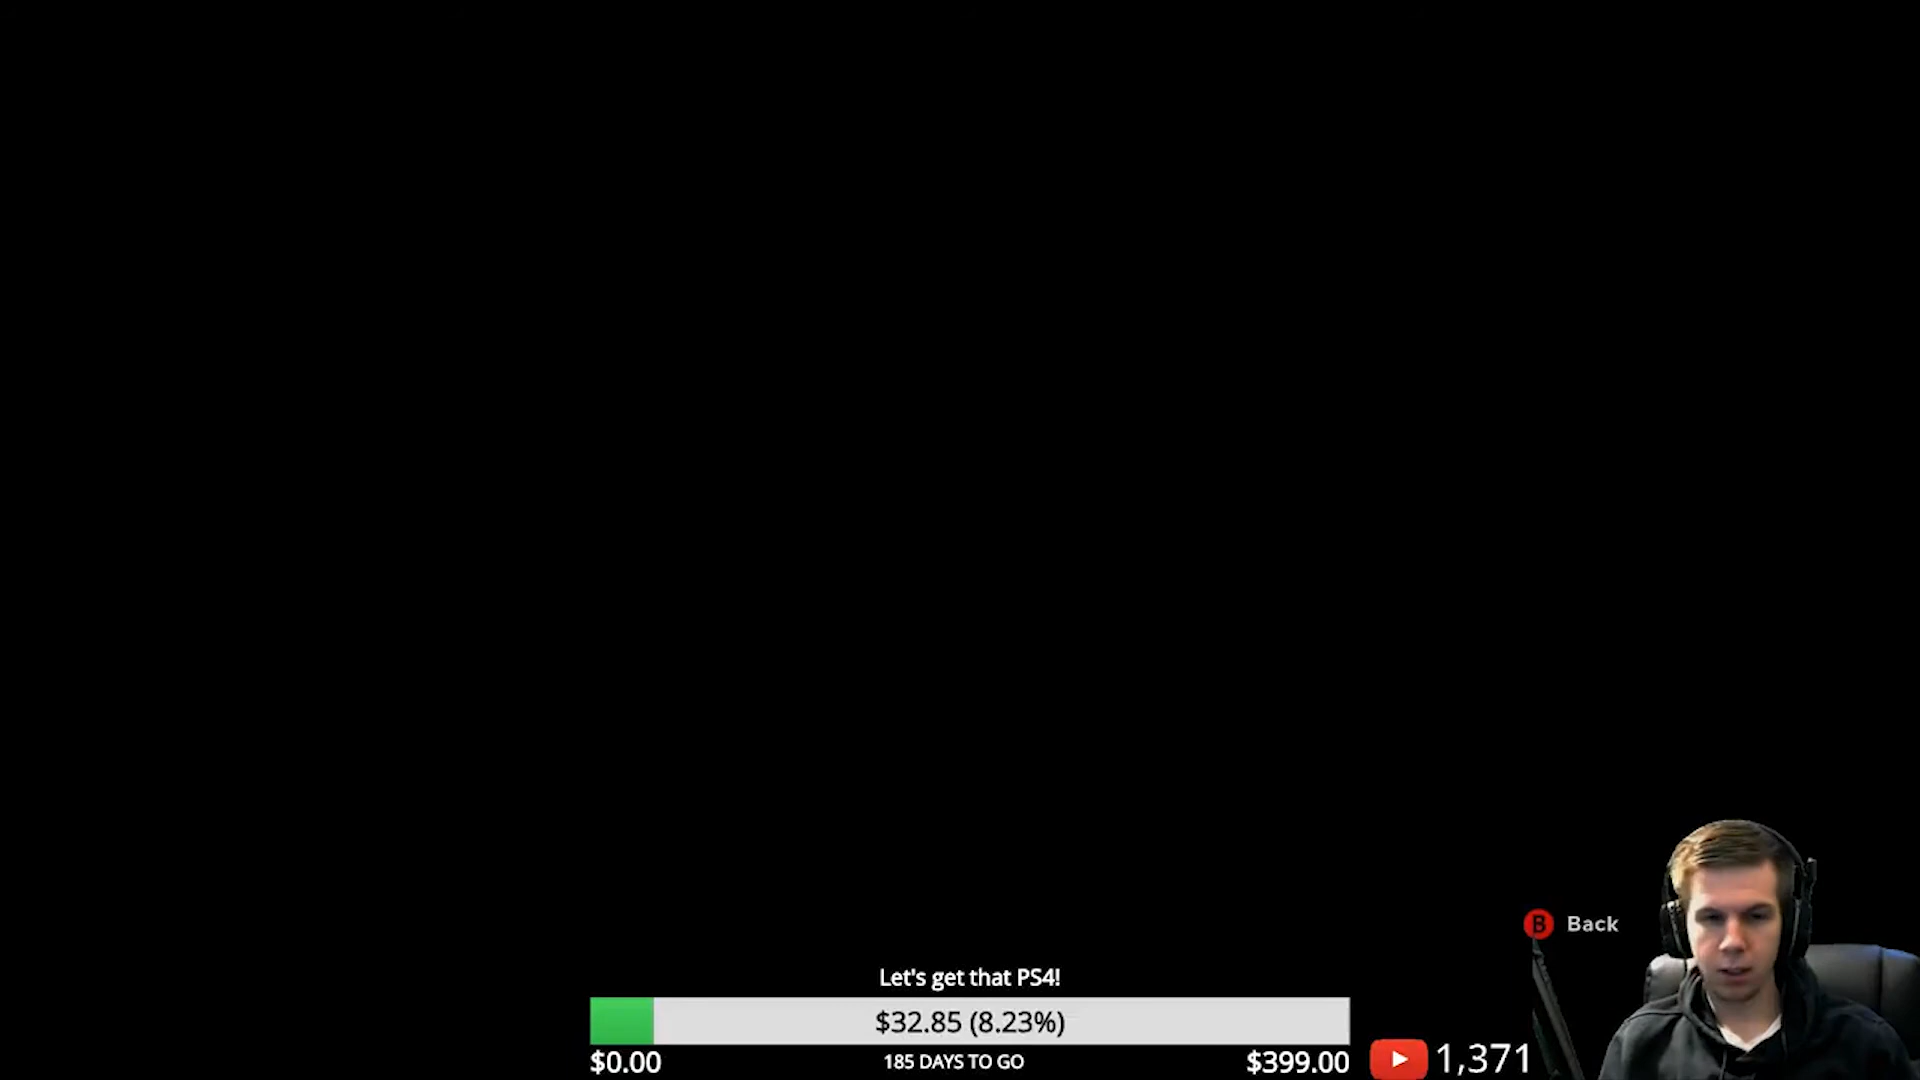 B Back
Let's get that PS4!
$32.85 (8.23%)
$0.00 185 DAYS TO GO $399.00
1,371